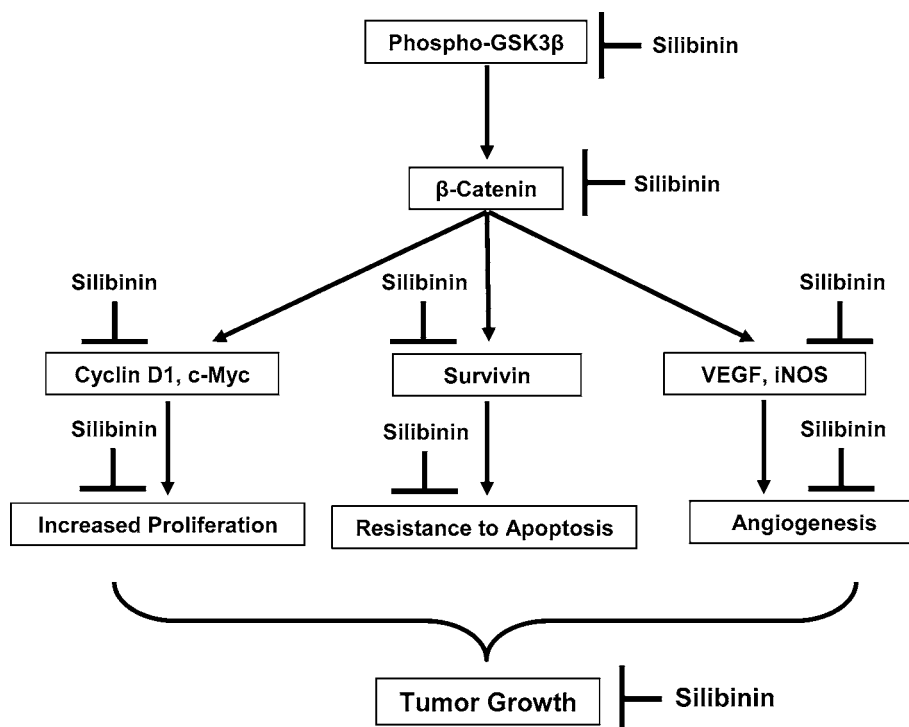 Phospho-GSK3β
Silibinin
β-Catenin
Silibinin
Silibinin
Silibinin
Silibinin
Cyclin D1, c-Myc
Survivin
VEGF, iNOS
Silibinin
Silibinin
Silibinin
Increased Proliferation
Resistance to Apoptosis
Angiogenesis
Tumor Growth
Silibinin